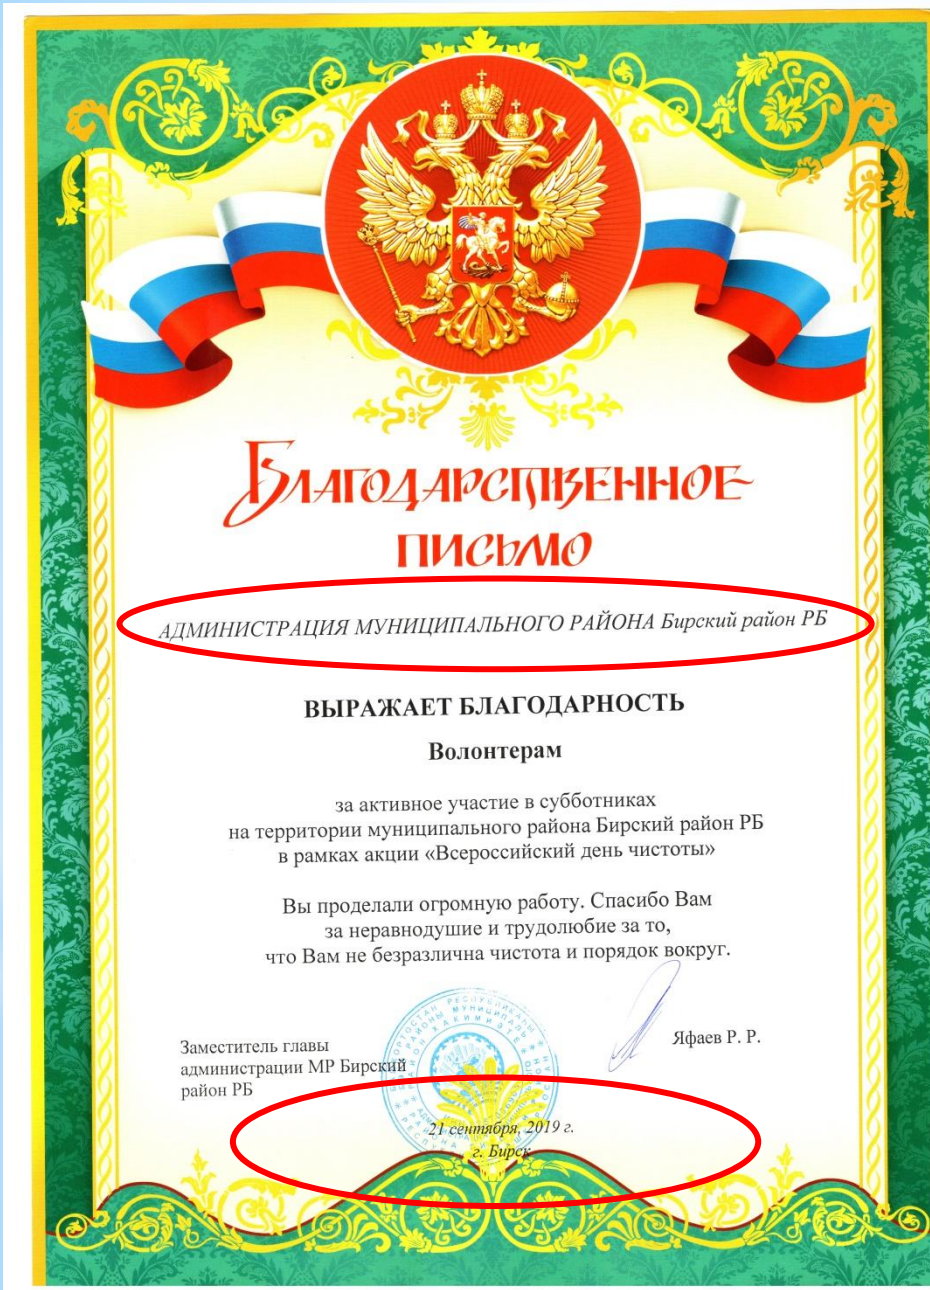 Благодарственное
письмо
АДМИНИСТРАЦИЯ МУНИЦИПАЛЬНОГО РАЙОНА Бирский район РБ
ВЫРАЖАЕТ БЛАГОДАРНОСТЬ
Волонтерам
за активное участие в субботниках
на территории муниципального района Бирский район РБ
в рамках акции «Всероссийский день чистоты»
Вы проделали огромную работу. Спасибо Вам
за неравнодушие и трудолюбие за то,
что Вам не безразлична чистота и порядок вокруг.
Заместитель главы
администрации МР Бирский
район РБ
Яфаев Р. Р.
21 сентября, 2019 г.
г. Бирск